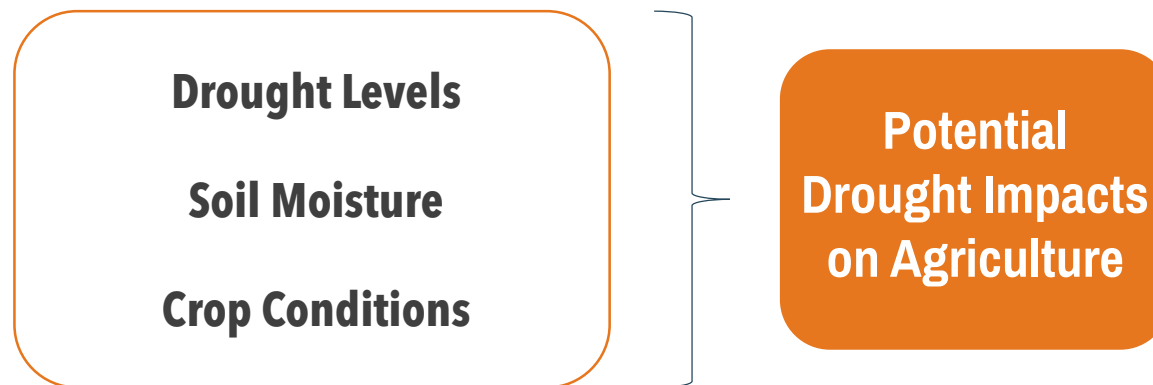 Drought Levels
Soil Moisture
Crop Conditions
Potential
Drought Impacts
on Agriculture